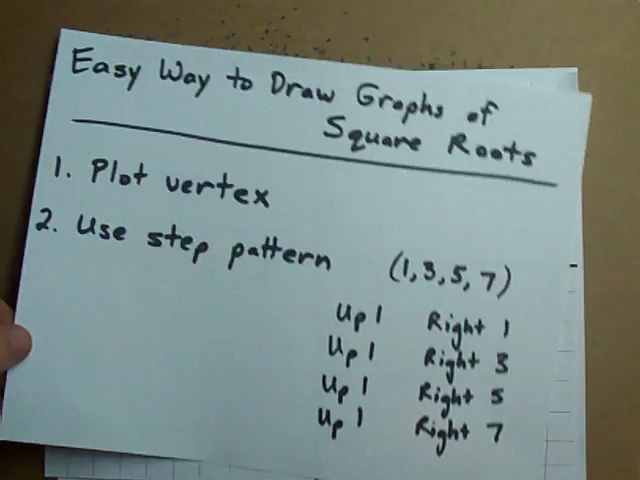 Easy Way to Draw Graphs of
Square Roots
1. Plot vertex
2. Use step pattern (1, 3, 5, 7)
Up 1 Right 1
Up 1 Right 3
Up 1 Right 5
Up 1 Right 7